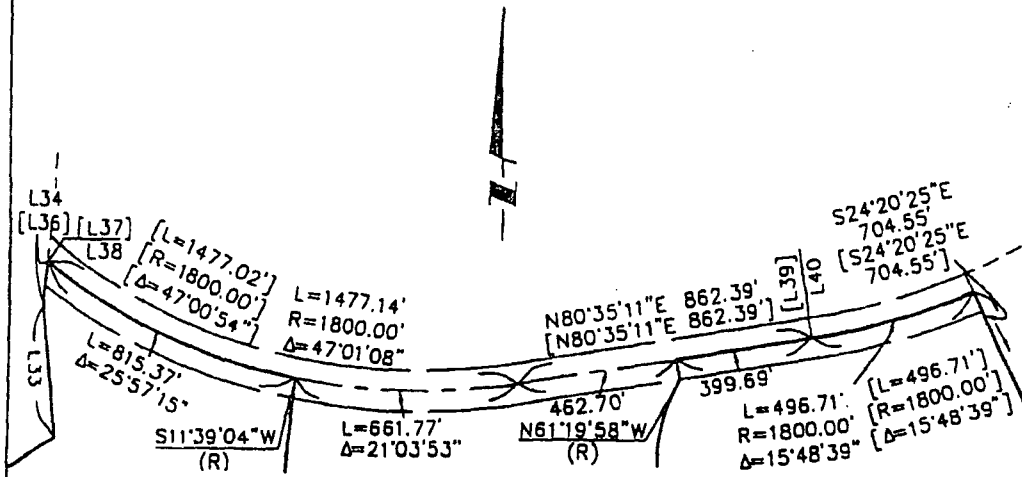 L34
[L36] [L37]
L38
[L=1477.02']
[R=1800.00']
[Δ=47°00'54"]
L=1477.14'
R=1800.00'
Δ=47°01'08"
L33
L=815.37'
Δ=25°57'15"
S11°39'04"W
(R)
L=661.77'
Δ=21°03'53"
N
N80°35'11"E 862.39'
[N80°35'11"E 862.39']
[L39]
L40
462.70'
N61°19'58"W
(R)
399.69'
S24°20'25"E
704.55'
[S24°20'25"E
704.55']
L=496.71'
R=1800.00'
Δ=15°48'39"
[L=496.71']
[R=1800.00']
[Δ=15°48'39"]